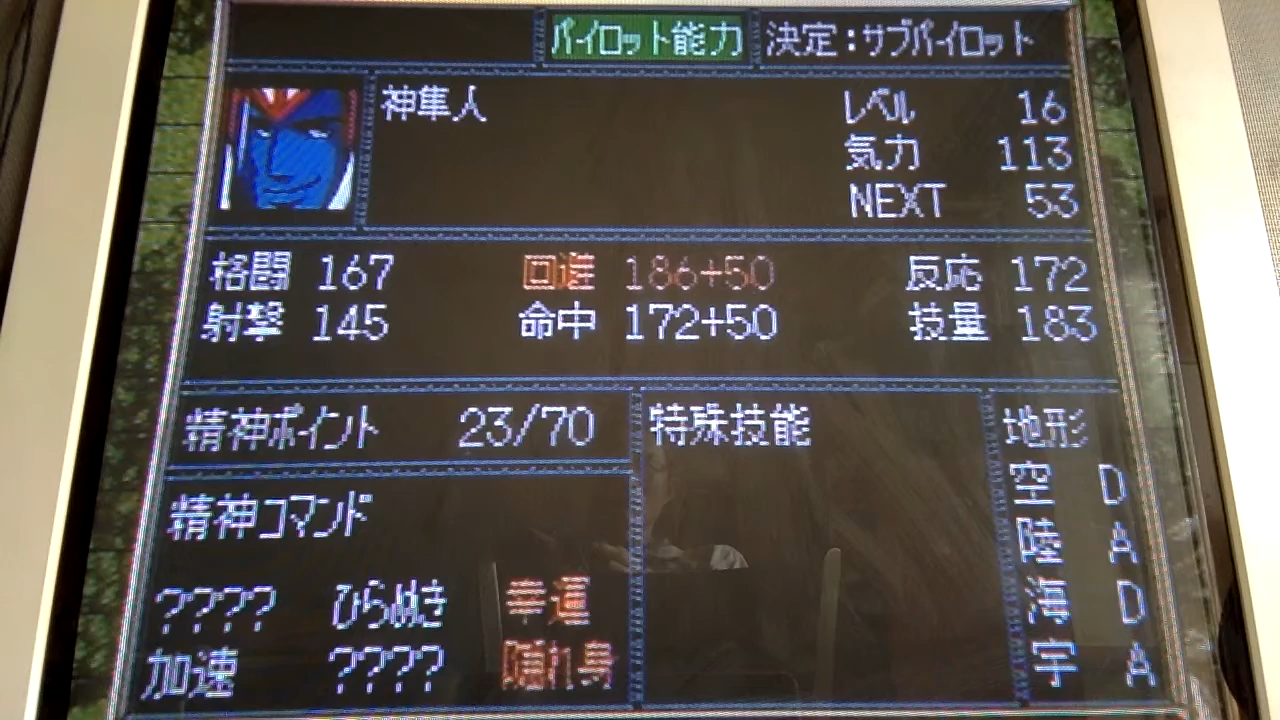 パイロット能力 決定:サブパイロット
神隼人 レベル 16
気力 113
NEXT 53
格闘 167 回避 186+50 反応 172
射撃 145 命中 172+50 技量 183
精神ポイント 23/70 特殊技能 地形
空 D
精神コマンド
陸 A
???? ひらめき 幸運 海 D
加速 ???? 隠れ身 宇 A